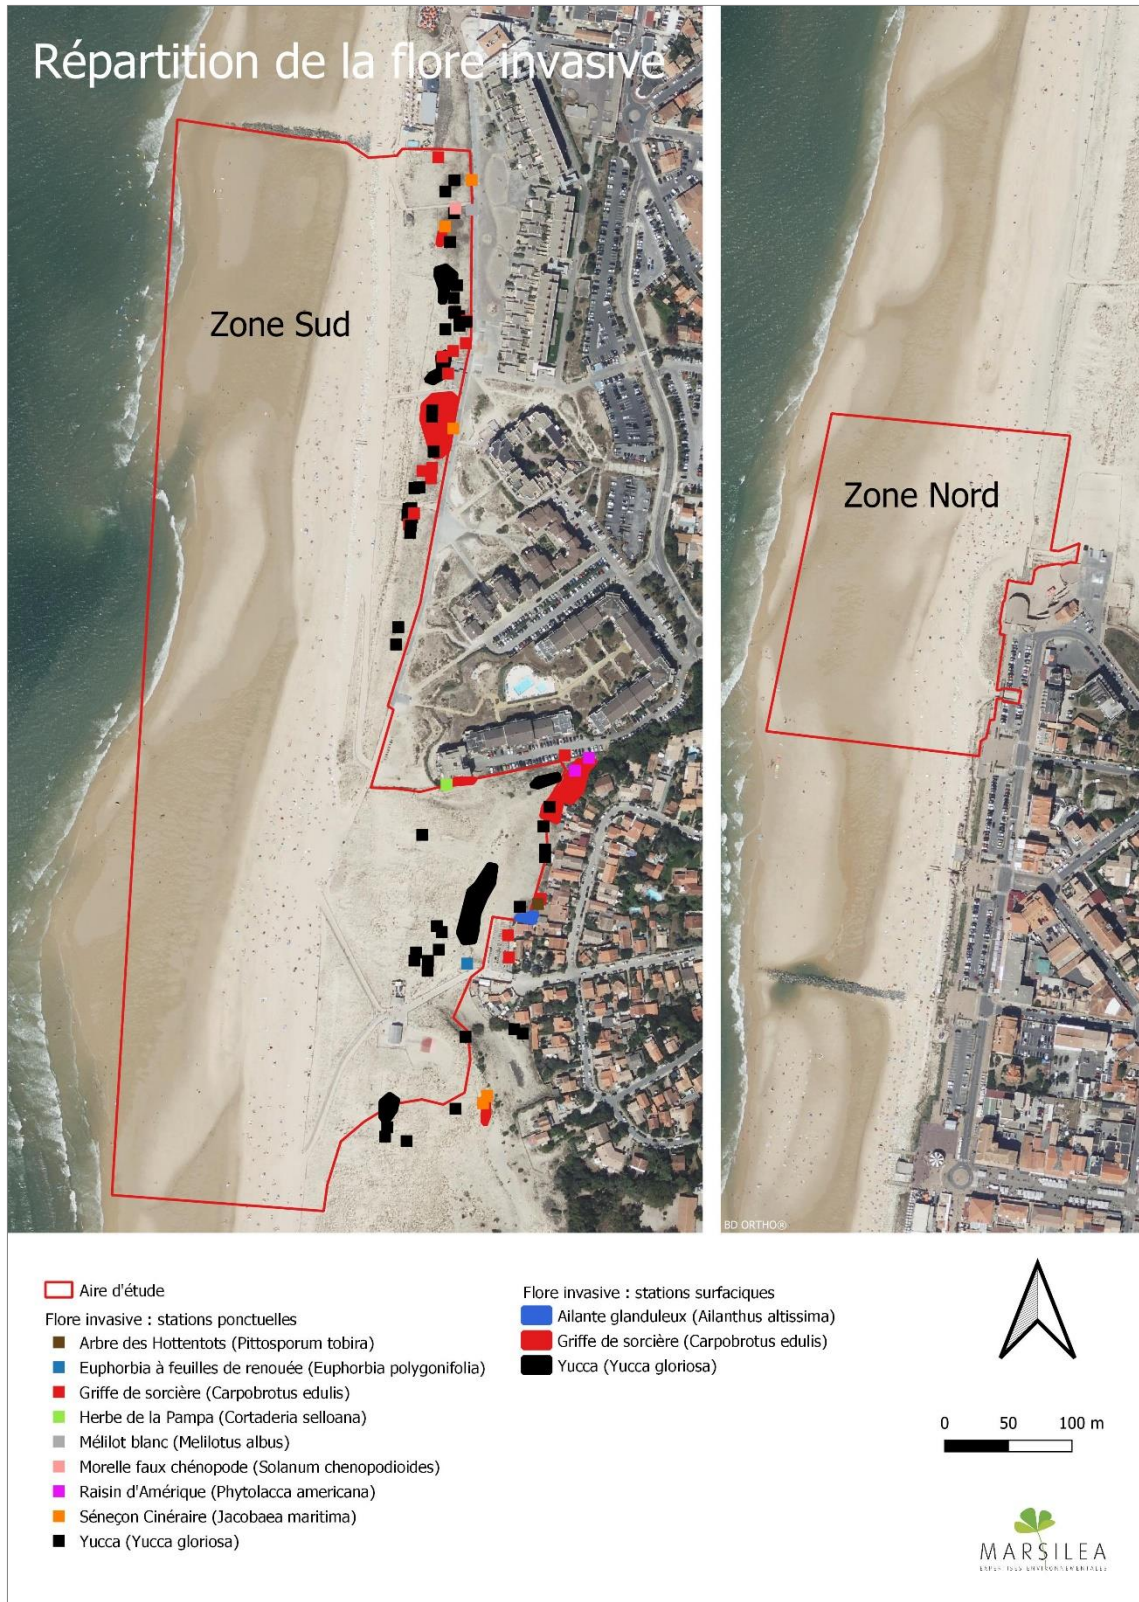 Répartition de la flore invasive
Zone Sud
Zone Nord
BD ORTHO®
Aire d'étude
Flore invasive : stations ponctuelles
Arbre des Hottentots (Pittosporum tobira)
Euphorbia à feuilles de renouée (Euphorbia polygonifolia)
Griffe de sorcière (Carpobrotus edulis)
Herbe de la Pampa (Cortaderia selloana)
Mélilot blanc (Melilotus albus)
Morelle faux chénopode (Solanum chenopodioides)
Raisin d'Amérique (Phytolacca americana)
Séneçon Cinéraire (Jacobaea maritima)
Yucca (Yucca gloriosa)
Flore invasive : stations surfaciques
Ailante glanduleux (Ailanthus altissima)
Griffe de sorcière (Carpobrotus edulis)
Yucca (Yucca gloriosa)
0 50 100 m
MARSILEA
EXPERTISES ENVIRONNEMENTALES